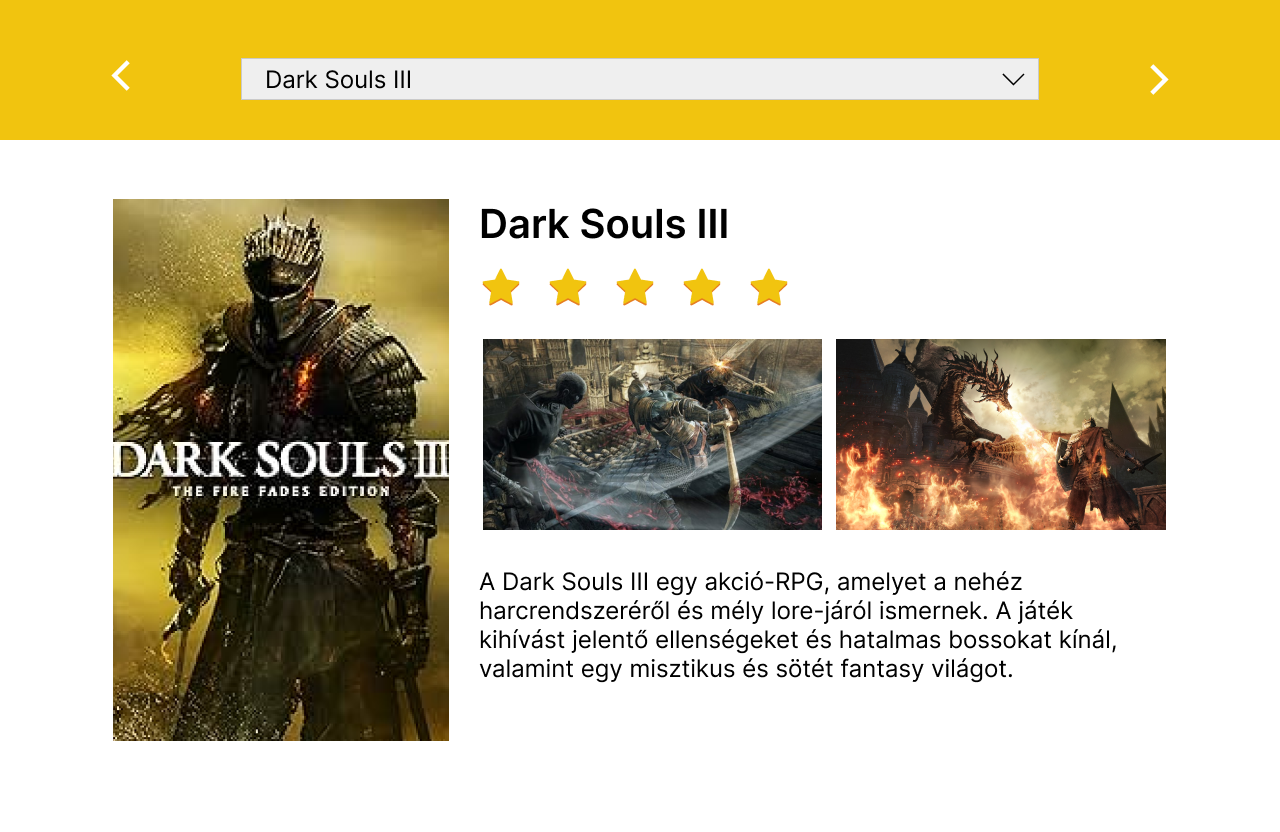 Dark Souls III
Dark Souls III
DARK SOULS III
THE FIRE FADES EDITION
A Dark Souls III egy akció-RPG, amelyet a nehéz
harcrendszeréről és mély lore-járól ismernek. A játék
kihívást jelentő ellenségeket és hatalmas bossokat kínál,
valamint egy misztikus és sötét fantasy világot.